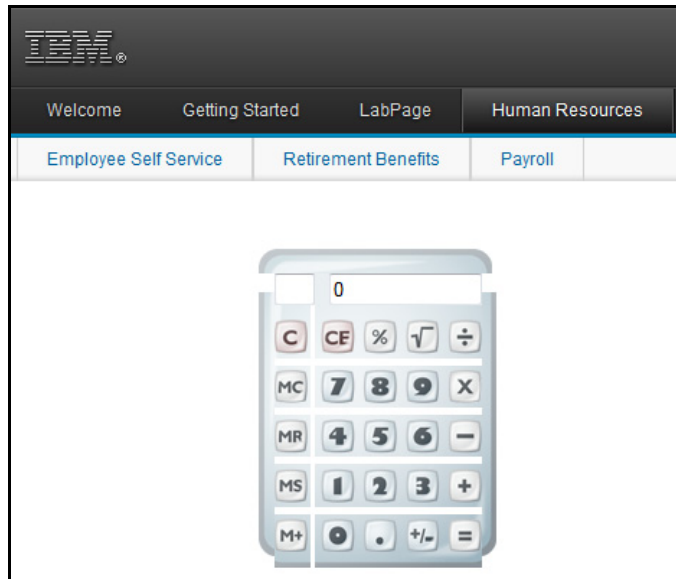 IBM®
Welcome Getting Started LabPage Human Resources
Employee Self Service Retirement Benefits Payroll
0
C CE % √ ÷
MC 7 8 9 X
MR 4 5 6 −
MS 1 2 3 +
M+ 0 . +/- =